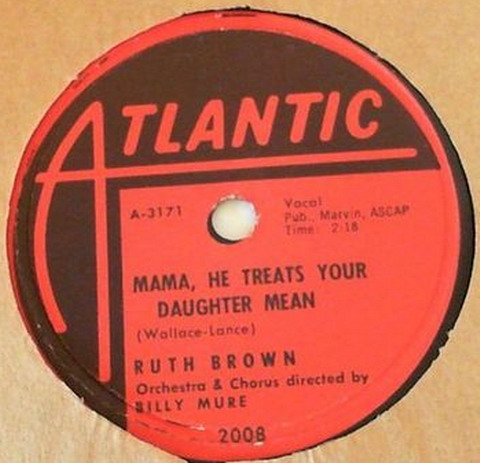 ATLANTIC
A-3171
Vocal
Pub., Marvin, ASCAP
Time: 2:18
MAMA, HE TREATS YOUR
DAUGHTER MEAN
(Wallace-Lance)
RUTH BROWN
Orchestra & Chorus directed by
BILLY MURE
2008